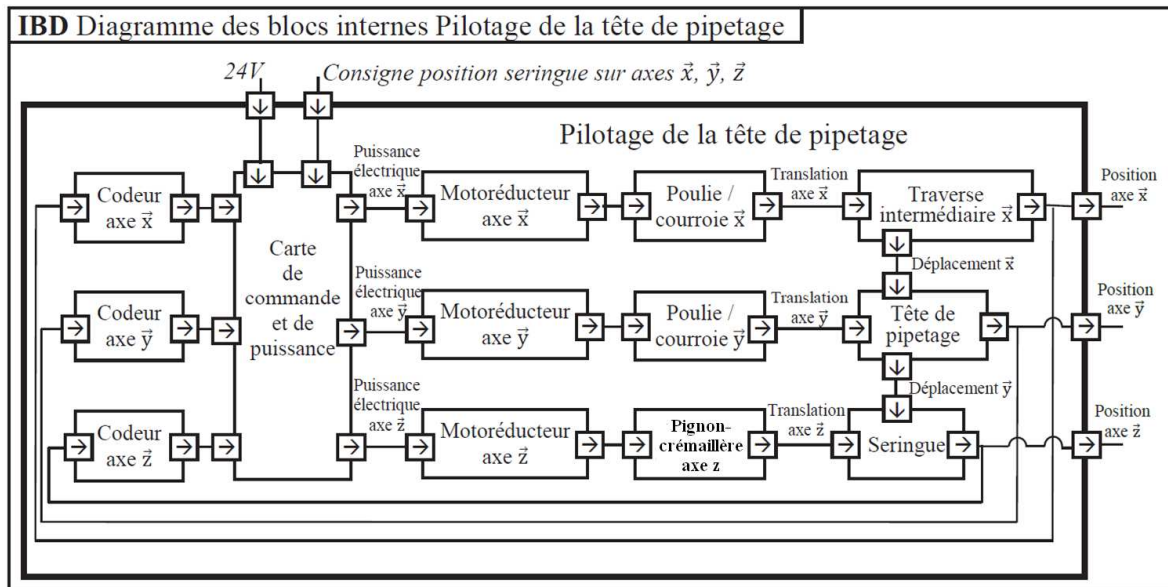 IBD Diagramme des blocs internes Pilotage de la tête de pipetage
24V
Consigne position seringue sur axes x⃗, y⃗, z⃗
Pilotage de la tête de pipetage
Codeur
axe x⃗
Carte
de
commande
et de
puissance
Puissance
électrique
axe x⃗
Motoréducteur
axe x⃗
Poulie /
courroie x⃗
Translation
axe x⃗
Traverse
intermédiaire x⃗
Position
axe x⃗
Déplacement x⃗
Codeur
axe y⃗
Puissance
électrique
axe y⃗
Motoréducteur
axe y⃗
Poulie /
courroie y⃗
Translation
axe y⃗
Tête de
pipetage
Position
axe y⃗
Déplacement y⃗
Codeur
axe z⃗
Puissance
électrique
axe z⃗
Motoréducteur
axe z⃗
Pignon-
crémaillère
axe z
Translation
axe z⃗
Seringue
Position
axe z⃗